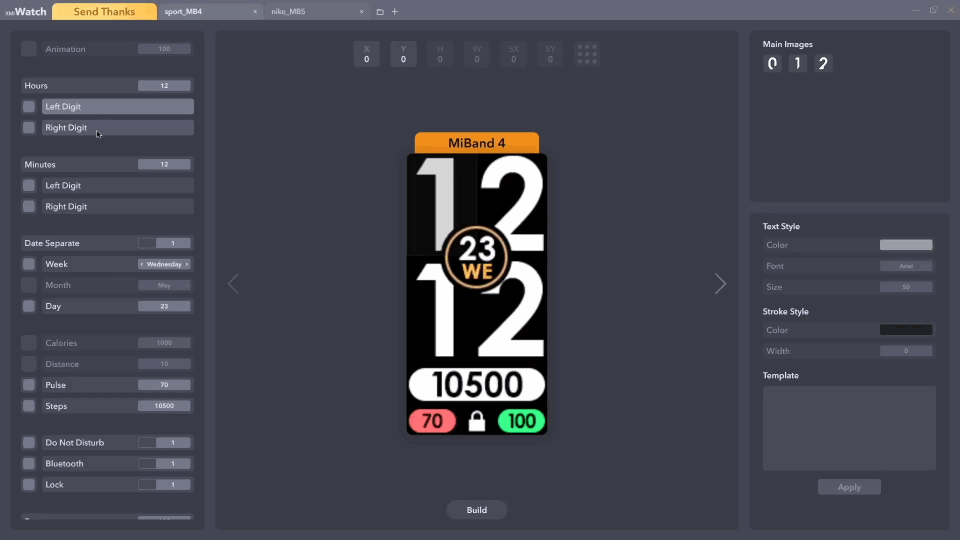 XMiWatch Send Thanks sport_MB4 × nike_MB5 × +
Animation 100
Hours 12
Left Digit
Right Digit
Minutes 12
Left Digit
Right Digit
Date Separate 1
Week Wednesday
Month May
Day 23
Calories 1000
Distance 10
Pulse 70
Steps 10500
Do Not Disturb 1
Bluetooth 1
Lock 1
X Y H W SX SY
0 0 0 0 0 0
MiBand 4
12
23
WE
12
10500
70 100
Build
Main Images
0 1 2
Text Style
Color
Font Arial
Size 50
Stroke Style
Color
Width 0
Template
Apply